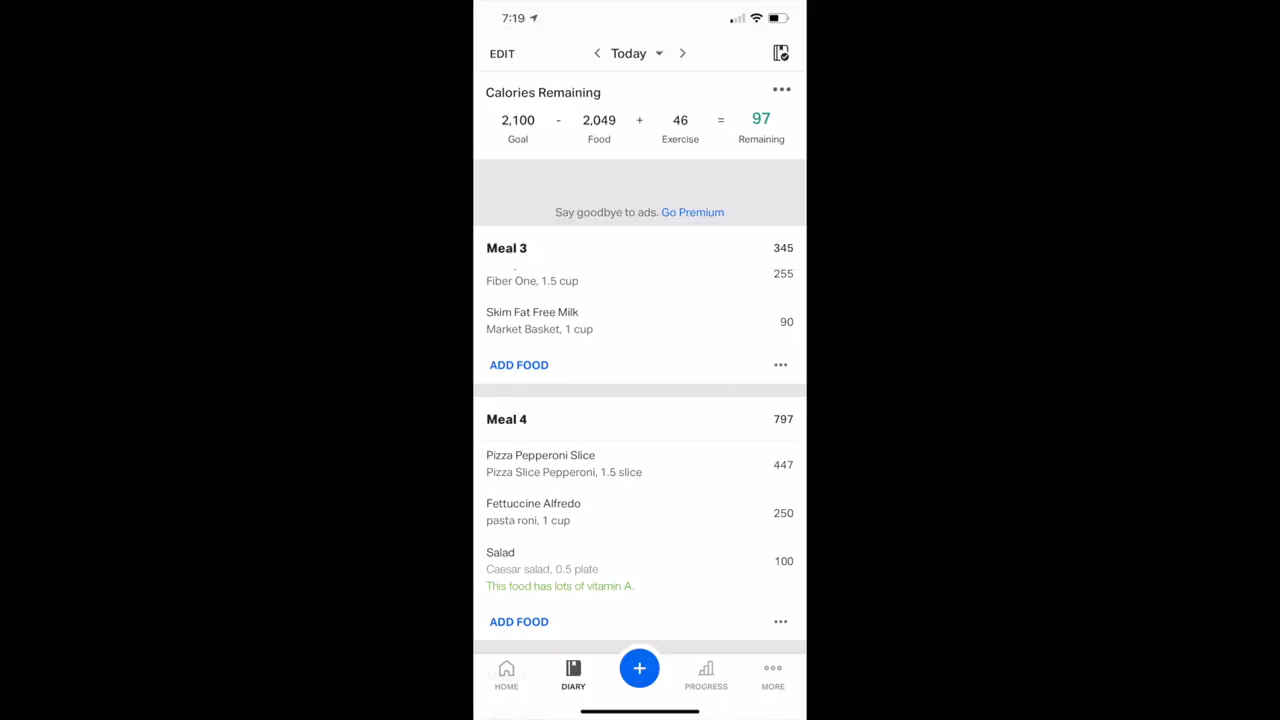 7:19
EDIT
Today
Calories Remaining
2,100 - 2,049 + 46 = 97
Goal Food Exercise Remaining
Say goodbye to ads. Go Premium
Meal 3 345
255
Fiber One, 1.5 cup
Skim Fat Free Milk
90
Market Basket, 1 cup
ADD FOOD
Meal 4 797
Pizza Pepperoni Slice
447
Pizza Slice Pepperoni, 1.5 slice
Fettuccine Alfredo
250
pasta roni, 1 cup
Salad
100
Caesar salad, 0.5 plate
This food has lots of vitamin A.
ADD FOOD
HOME DIARY + PROGRESS MORE